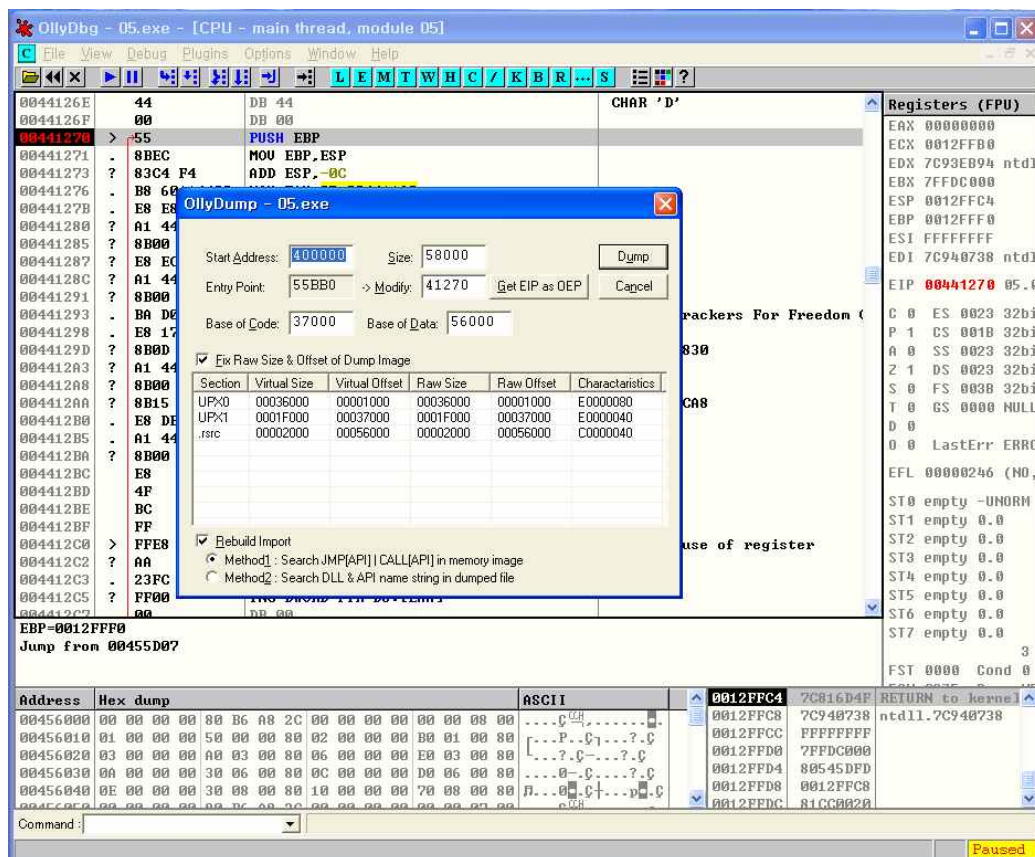 OllyDbg - 05.exe - [CPU - main thread, module 05]
C File View Debug Plugins Options Window Help
L E M T W H C / K B R ... S ?
0044126E 44 DB 44 CHAR 'D'
0044126F 00 DB 00
00441270 > 55 PUSH EBP
00441271 . 8BEC MOV EBP,ESP
00441273 ? 83C4 F4 ADD ESP,-0C
00441276 . B8
0044127B . E8
00441280 ? A1 44
00441285 ? 8B00
00441287 ? E8 EC
0044128C ? A1 44
00441291 ? 8B00
00441293 . BA D0 rackers For Freedom (
00441298 . E8 17
0044129D ? 8B0D 830
004412A3 ? A1 44
004412A8 ? 8B00
004412AA ? 8B15 CA8
004412B0 . E8 DE
004412B5 . A1 44
004412BA ? 8B00
004412BC E8
004412BD 4F
004412BE BC
004412BF FF
004412C0 > FFE8 use of register
004412C2 ? AA
004412C3 . 23FC
004412C5 ? FF00
004412C7 00 DB 00
EBP=0012FFF0
Jump from 00455D07
OllyDump - 05.exe
Start Address: 400000 Size: 58000 Dump
Entry Point: 55BB0 -> Modify: 41270 Get EIP as OEP Cancel
Base of Code: 37000 Base of Data: 56000
Fix Raw Size & Offset of Dump Image
Section Virtual Size Virtual Offset Raw Size Raw Offset Charactaristics
UPX0 00036000 00001000 00036000 00001000 E0000080
UPX1 0001F000 00037000 0001F000 00037000 E0000040
.rsrc 00002000 00056000 00002000 00056000 C0000040
Rebuild Import
Method1 : Search JMP[API] | CALL[API] in memory image
Method2 : Search DLL & API name string in dumped file
Registers (FPU)
EAX 00000000
ECX 0012FFB0
EDX 7C93EB94 ntdl
EBX 7FFDC000
ESP 0012FFC4
EBP 0012FFF0
ESI FFFFFFFF
EDI 7C940738 ntdl
EIP 00441270 05.
C 0 ES 0023 32bi
P 1 CS 001B 32bi
A 0 SS 0023 32bi
Z 1 DS 0023 32bi
S 0 FS 003B 32bi
T 0 GS 0000 NULL
D 0
O 0 LastErr ERRO
EFL 00000246 (NO,
ST0 empty -UNORM
ST1 empty 0.0
ST2 empty 0.0
ST3 empty 0.0
ST4 empty 0.0
ST5 empty 0.0
ST6 empty 0.0
ST7 empty 0.0
3
FST 0000 Cond 0
Address Hex dump ASCII
00456000 00 00 00 00 80 B6 A8 2C 00 00 00 00 00 00 08 00
00456010 01 00 00 00 50 00 00 80 02 00 00 00 B0 01 00 80
00456020 03 00 00 00 A0 03 00 80 06 00 00 00 E0 03 00 80
00456030 0A 00 00 00 30 06 00 80 0C 00 00 00 D0 06 00 80
00456040 0E 00 00 00 30 08 00 80 10 00 00 00 70 08 00 80
0012FFC4 7C816D4F RETURN to kernel
0012FFC8 7C940738 ntdll.7C940738
0012FFCC FFFFFFFF
0012FFD0 7FFDC000
0012FFD4 80545DFD
0012FFD8 0012FFC8
0012FFDC 81CC0020
Command :
Paused